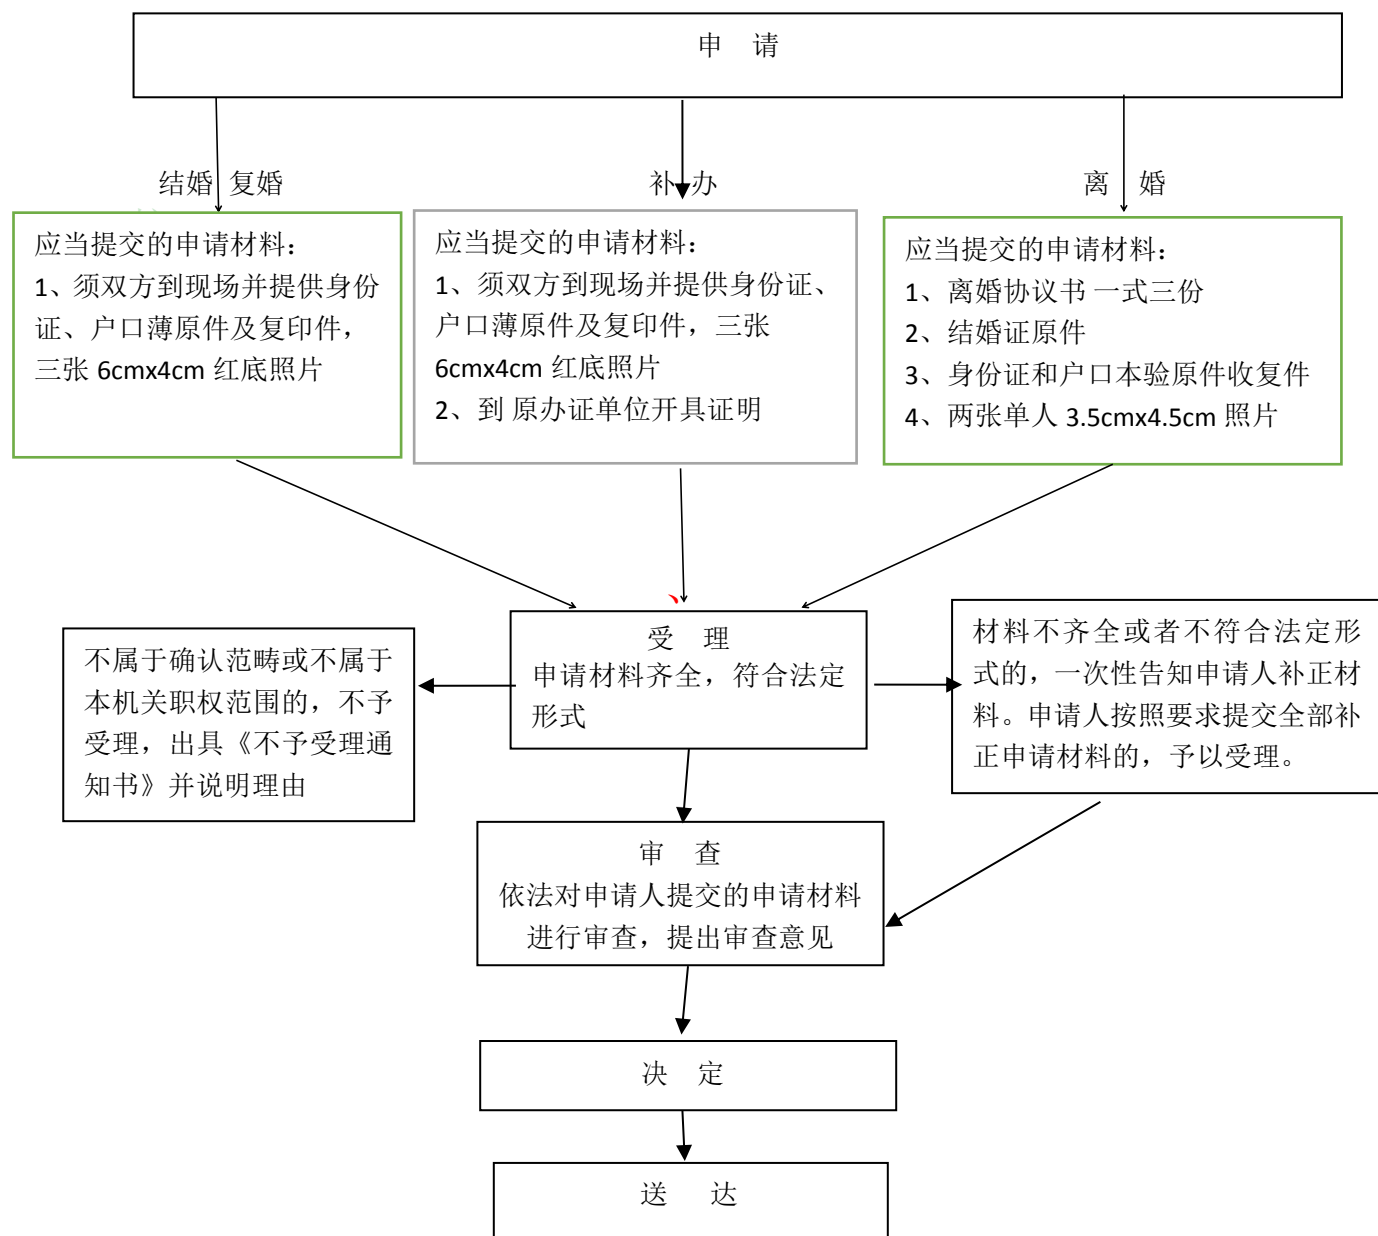 申 请
结婚 复婚
补 办
离 婚
应当提交的申请材料：
1、须双方到现场并提供身份
证、户口薄原件及复印件，
三张 6cmx4cm 红底照片
应当提交的申请材料：
1、须双方到现场并提供身份证、
户口薄原件及复印件，三张
6cmx4cm 红底照片
2、到 原办证单位开具证明
应当提交的申请材料：
1、离婚协议书 一式三份
2、结婚证原件
3、身份证和户口本验原件收复件
4、两张单人 3.5cmx4.5cm 照片
受 理
申请材料齐全，符合法定
形式
不属于确认范畴或不属于
本机关职权范围的，不予
受理，出具《不予受理通
知书》并说明理由
材料不齐全或者不符合法定形
式的，一次性告知申请人补正材
料。申请人按照要求提交全部补
正申请材料的，予以受理。
审 查
依法对申请人提交的申请材料
进行审查，提出审查意见
决 定
送 达